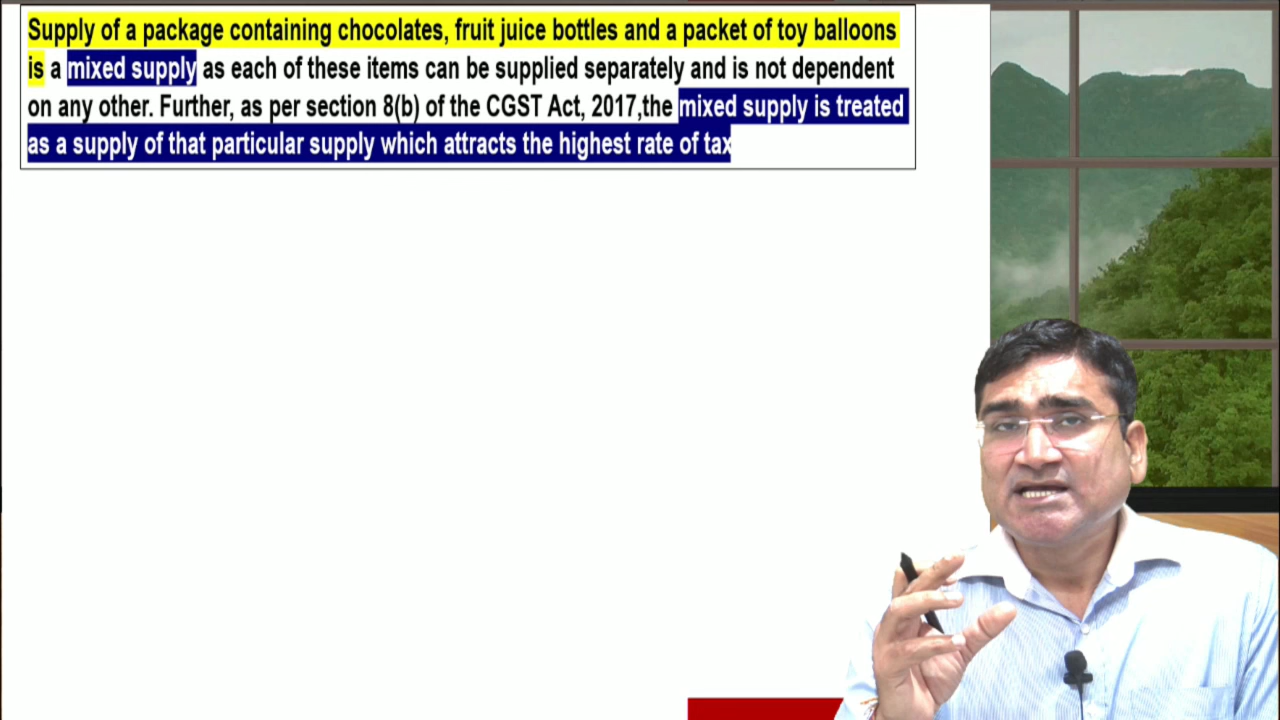 Supply of a package containing chocolates, fruit juice bottles and a packet of toy balloons
is a mixed supply as each of these items can be supplied separately and is not dependent
on any other. Further, as per section 8(b) of the CGST Act, 2017,the mixed supply is treated
as a supply of that particular supply which attracts the highest rate of tax